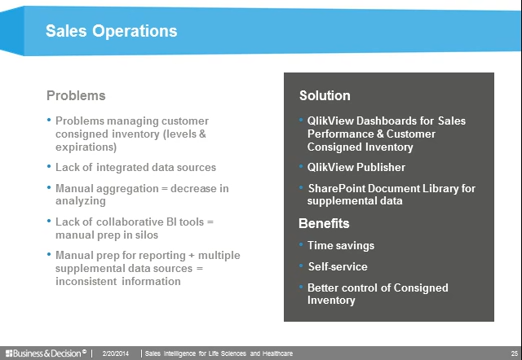 Sales Operations
Problems
• Problems managing customer
consigned inventory (levels &
expirations)
• Lack of integrated data sources
• Manual aggregation = decrease in
analyzing
• Lack of collaborative BI tools =
manual prep in silos
• Manual prep for reporting + multiple
supplemental data sources =
inconsistent information
Solution
• QlikView Dashboards for Sales
Performance & Customer
Consigned Inventory
• QlikView Publisher
• SharePoint Document Library for
supplemental data
Benefits
• Time savings
• Self-service
• Better control of Consigned
Inventory
Business & Decision © | 2/20/2014 | Sales Intelligence for Life Sciences and Healthcare 25